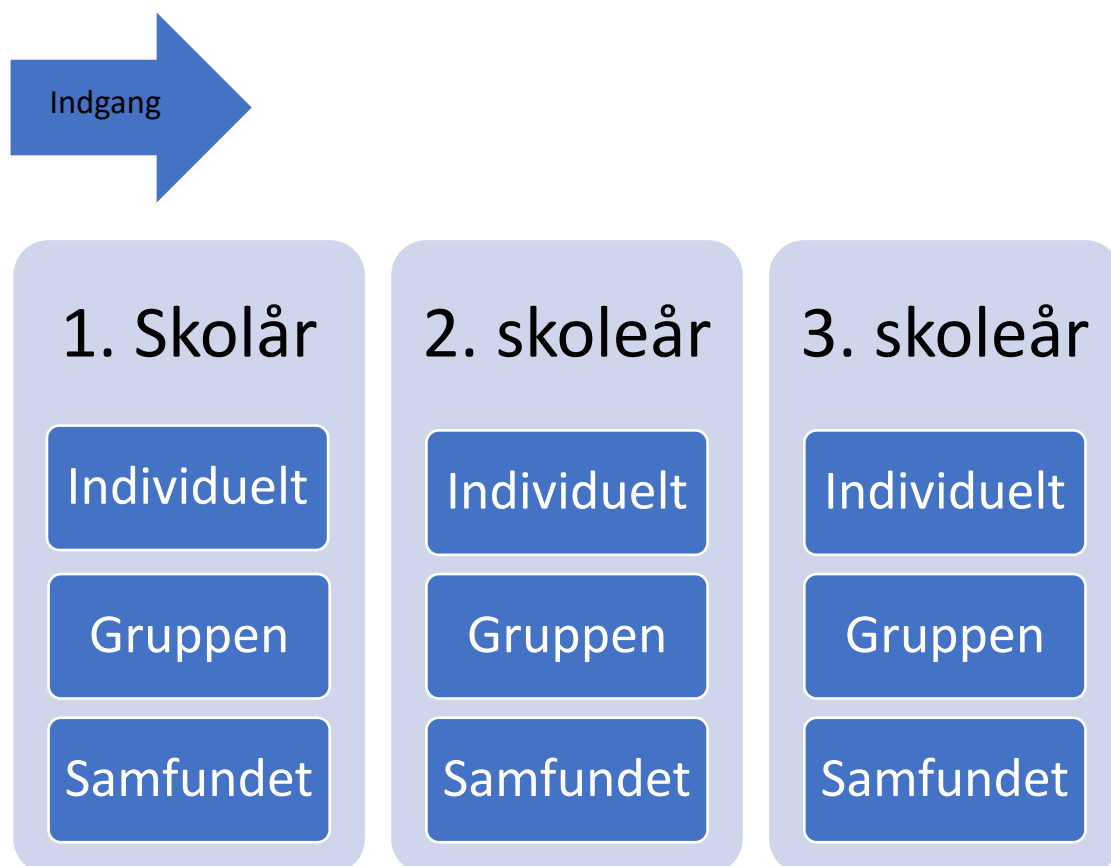 Indgang
1. Skolår
Individuelt
Gruppen
Samfundet
2. skoleår
Individuelt
Gruppen
Samfundet
3. skoleår
Individuelt
Gruppen
Samfundet